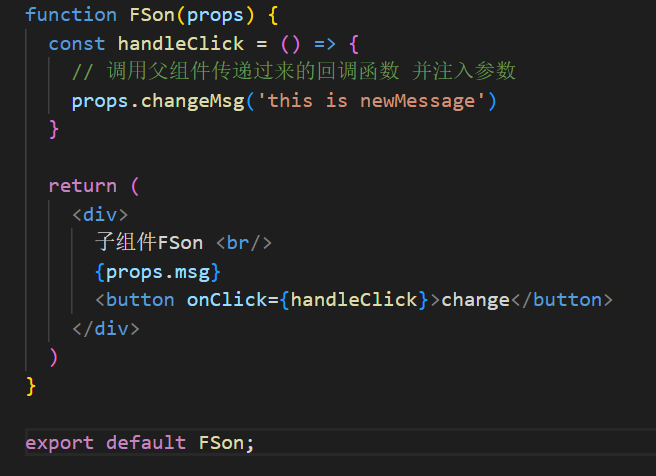 function FSon(props) {
  const handleClick = () => {
    // 调用父组件传递过来的回调函数 并注入参数
    props.changeMsg('this is newMessage')
  }

  return (
    <div>
      子组件FSon <br/>
      {props.msg}
      <button onClick={handleClick}>change</button>
    </div>
  )
}

export default FSon;